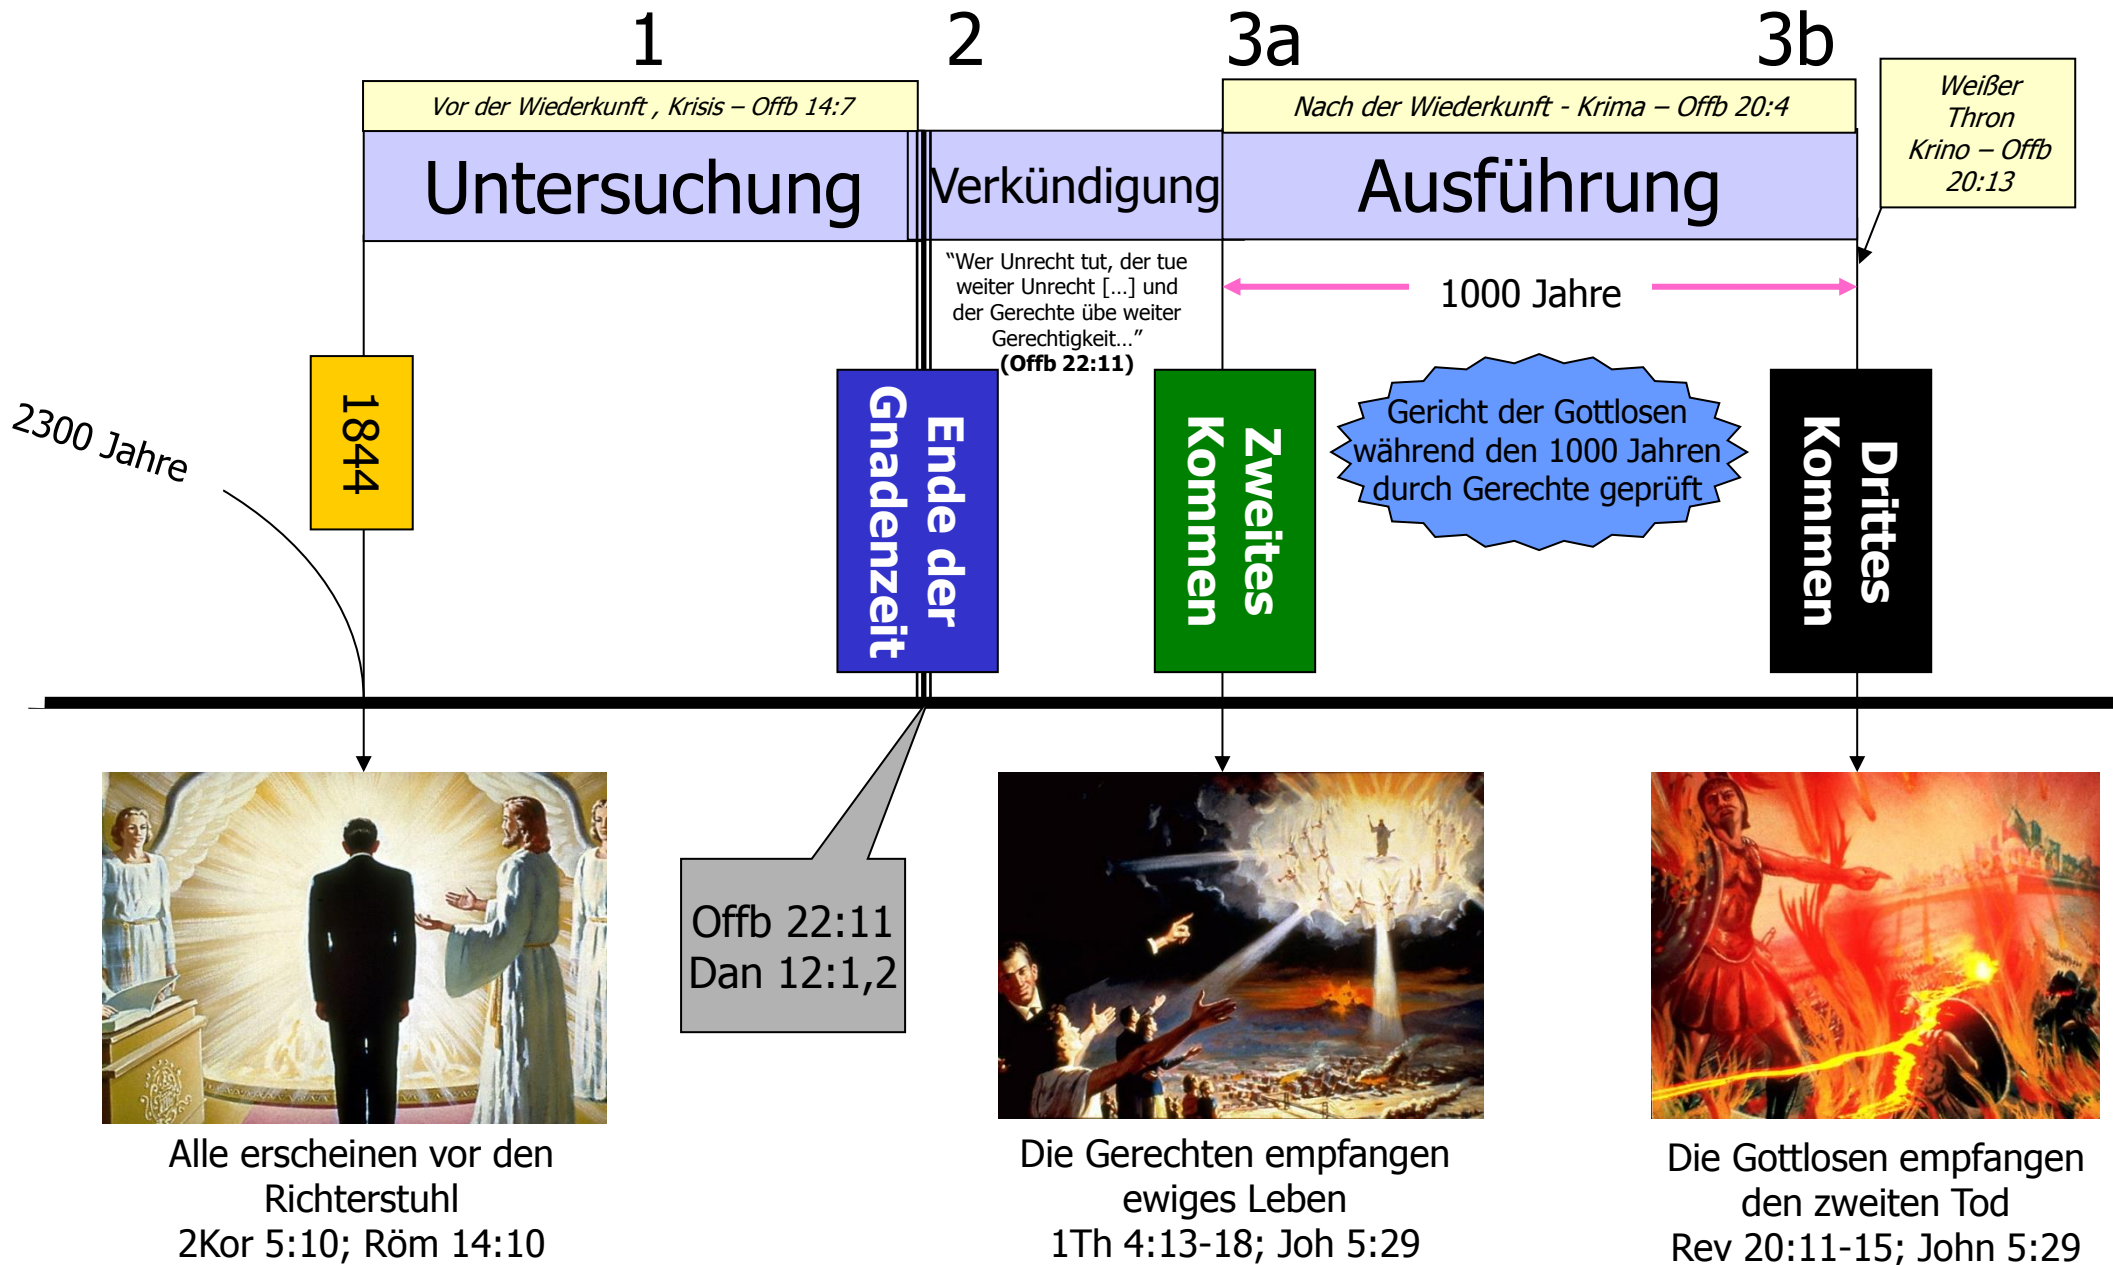 1
2
3a
3b
Vor der Wiederkunft , Krisis – Offb 14:7
Nach der Wiederkunft - Krima – Offb 20:4
Weißer
Thron
Krino – Offb
20:13
Untersuchung
Verkündigung
Ausführung
“Wer Unrecht tut, der tue
weiter Unrecht […] und
der Gerechte übe weiter
Gerechtigkeit…”
(Offb 22:11)
1000 Jahre
2300 Jahre
1844
Ende der
Gnadenzeit
Zweites
Kommen
Gericht der Gottlosen
während den 1000 Jahren
durch Gerechte geprüft
Drittes
Kommen
Offb 22:11
Dan 12:1,2
Alle erscheinen vor den
Richterstuhl
2Kor 5:10; Röm 14:10
Die Gerechten empfangen
ewiges Leben
1Th 4:13-18; Joh 5:29
Die Gottlosen empfangen
den zweiten Tod
Rev 20:11-15; John 5:29